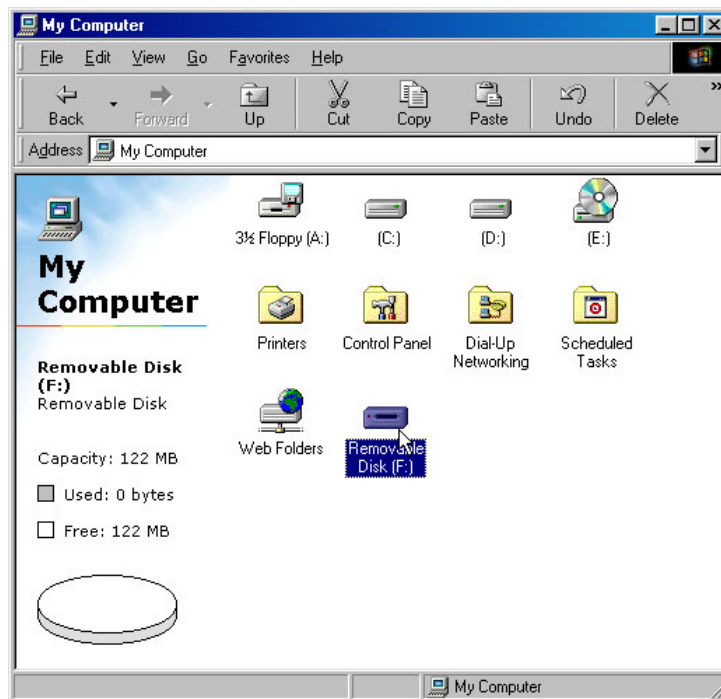 My Computer
File Edit View Go Favorites Help
Back Forward Up Cut Copy Paste Undo Delete »
Address My Computer
3½ Floppy (A:) (C:) (D:) (E:)
My
Computer
Printers Control Panel Dial-Up Networking Scheduled Tasks
Removable Disk
(F:)
Removable Disk
Web Folders Removable Disk (F:)
Capacity: 122 MB
Used: 0 bytes
Free: 122 MB
My Computer